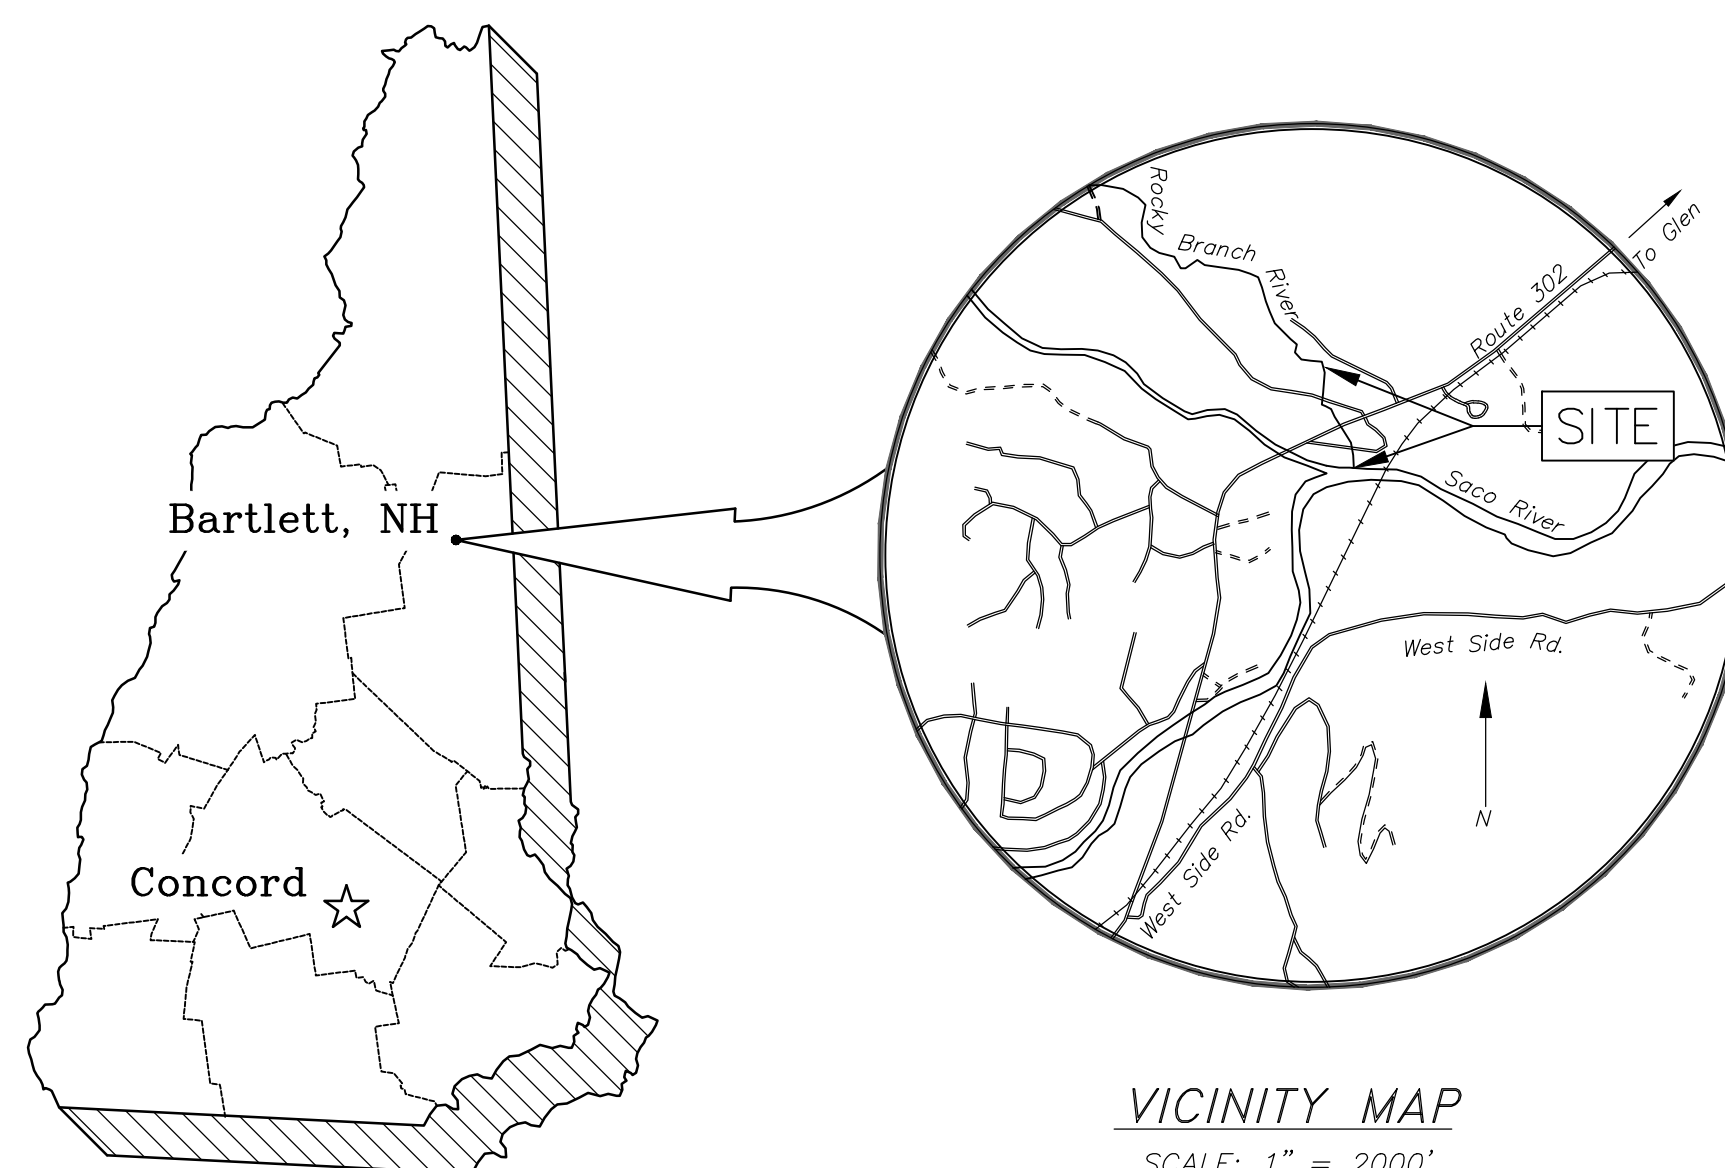 Rocky
Branch
River
To Glen
Route 302
SITE
Saco River
Bartlett, NH
West Side Rd.
N
West Side Rd.
Concord
VICINITY MAP
SCALE: 1" = 2000'